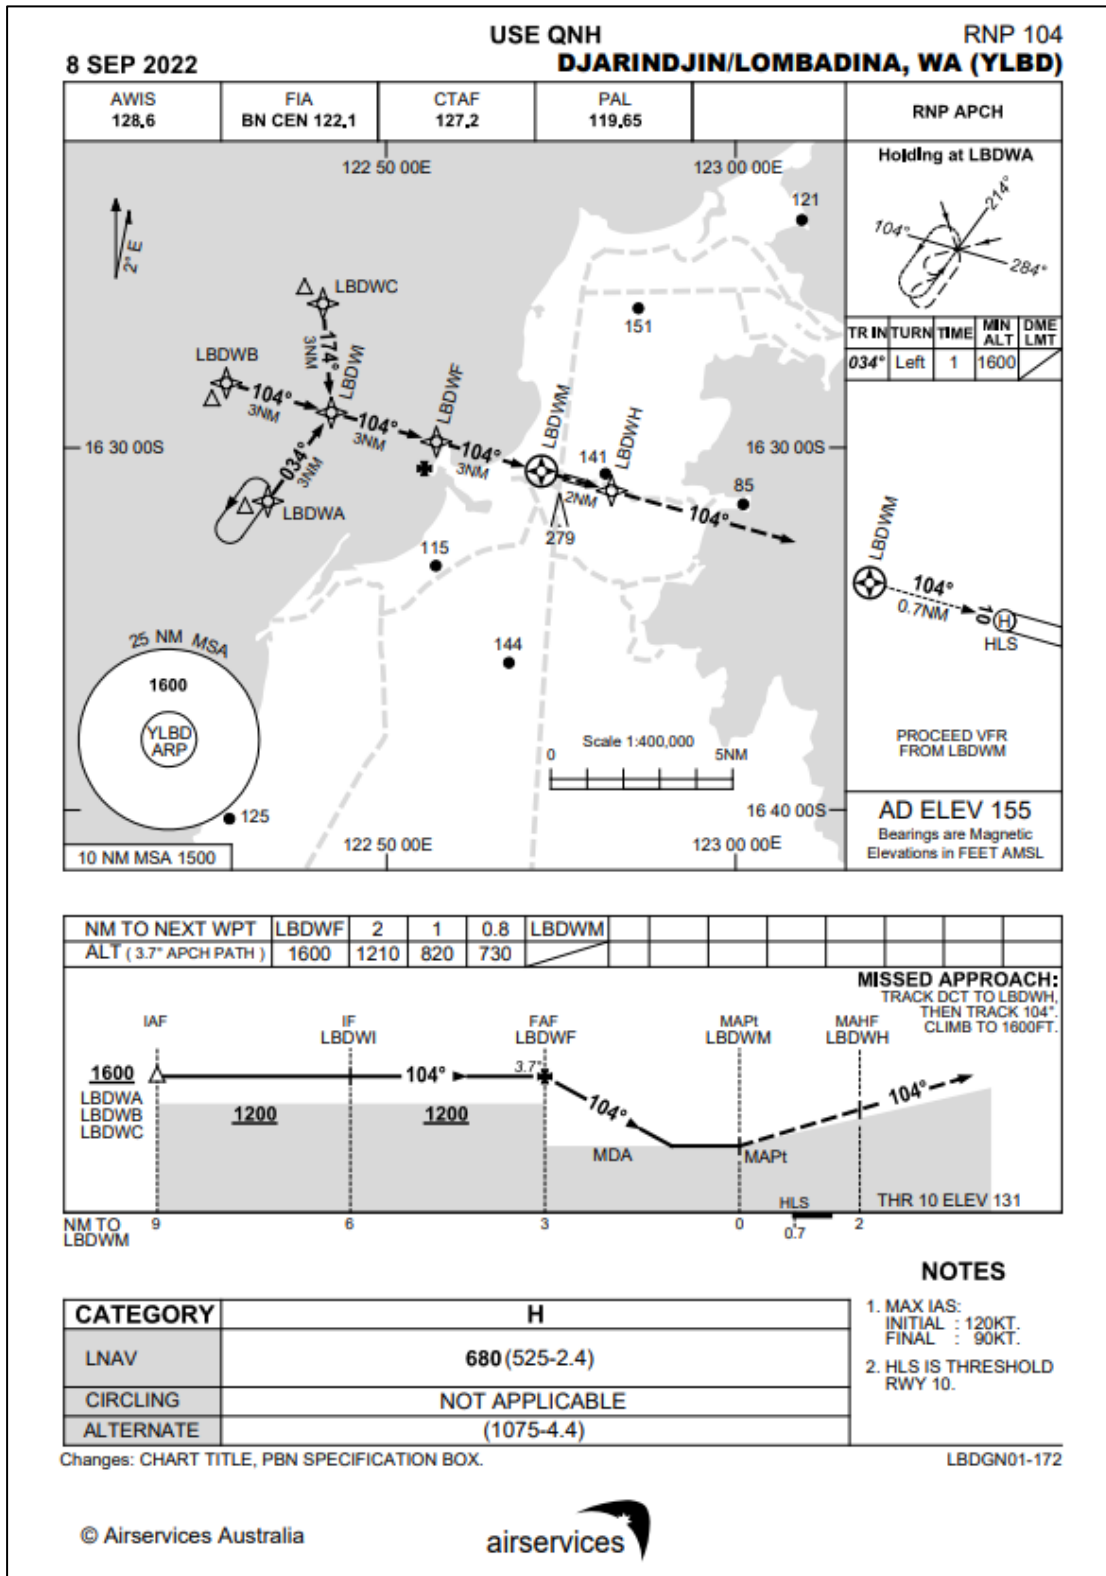 USE QNH
RNP 104
8 SEP 2022
DJARINDJIN/LOMBADINA, WA (YLBD)
AWIS
128.6
FIA
BN CEN 122.1
CTAF
127.2
PAL
119.65
RNP APCH
122 50 00E
123 00 00E
2° E
121
151
LBDWC
174°
3NM
LBDWB
LBDWI
104°
3NM
LBDWF
104°
3NM
LBDWM
104°
3NM
LBDWH
16 30 00S
16 30 00S
034°
3NM
LBDWA
141
2NM
85
104°
279
115
144
25 NM MSA
1600
YLBD
ARP
Scale 1:400,000
0
5NM
125
16 40 00S
122 50 00E
123 00 00E
10 NM MSA 1500
Holding at LBDWA
214°
104°
284°
TR IN TURN TIME MIN ALT DME LMT
034° Left 1 1600
LBDWM
104°
0.7NM
10
H
HLS
PROCEED VFR
FROM LBDWM
AD ELEV 155
Bearings are Magnetic
Elevations in FEET AMSL
NM TO NEXT WPT LBDWF 2 1 0.8 LBDWM
ALT ( 3.7° APCH PATH ) 1600 1210 820 730
MISSED APPROACH:
TRACK DCT TO LBDWH,
THEN TRACK 104°.
CLIMB TO 1600FT.
IAF
IF
LBDWI
FAF
LBDWF
MAPt
LBDWM
MAHF
LBDWH
1600
LBDWA
LBDWB
LBDWC
104°
3.7°
104°
104°
1200
1200
MDA
MAPt
HLS
THR 10 ELEV 131
NM TO
LBDWM
9
6
3
0
0.7
2
NOTES
1. MAX IAS:
INITIAL : 120KT.
FINAL : 90KT.
2. HLS IS THRESHOLD
RWY 10.
CATEGORY H
LNAV 680 (525-2.4)
CIRCLING NOT APPLICABLE
ALTERNATE (1075-4.4)
Changes: CHART TITLE, PBN SPECIFICATION BOX.
LBDGN01-172
© Airservices Australia
airservices